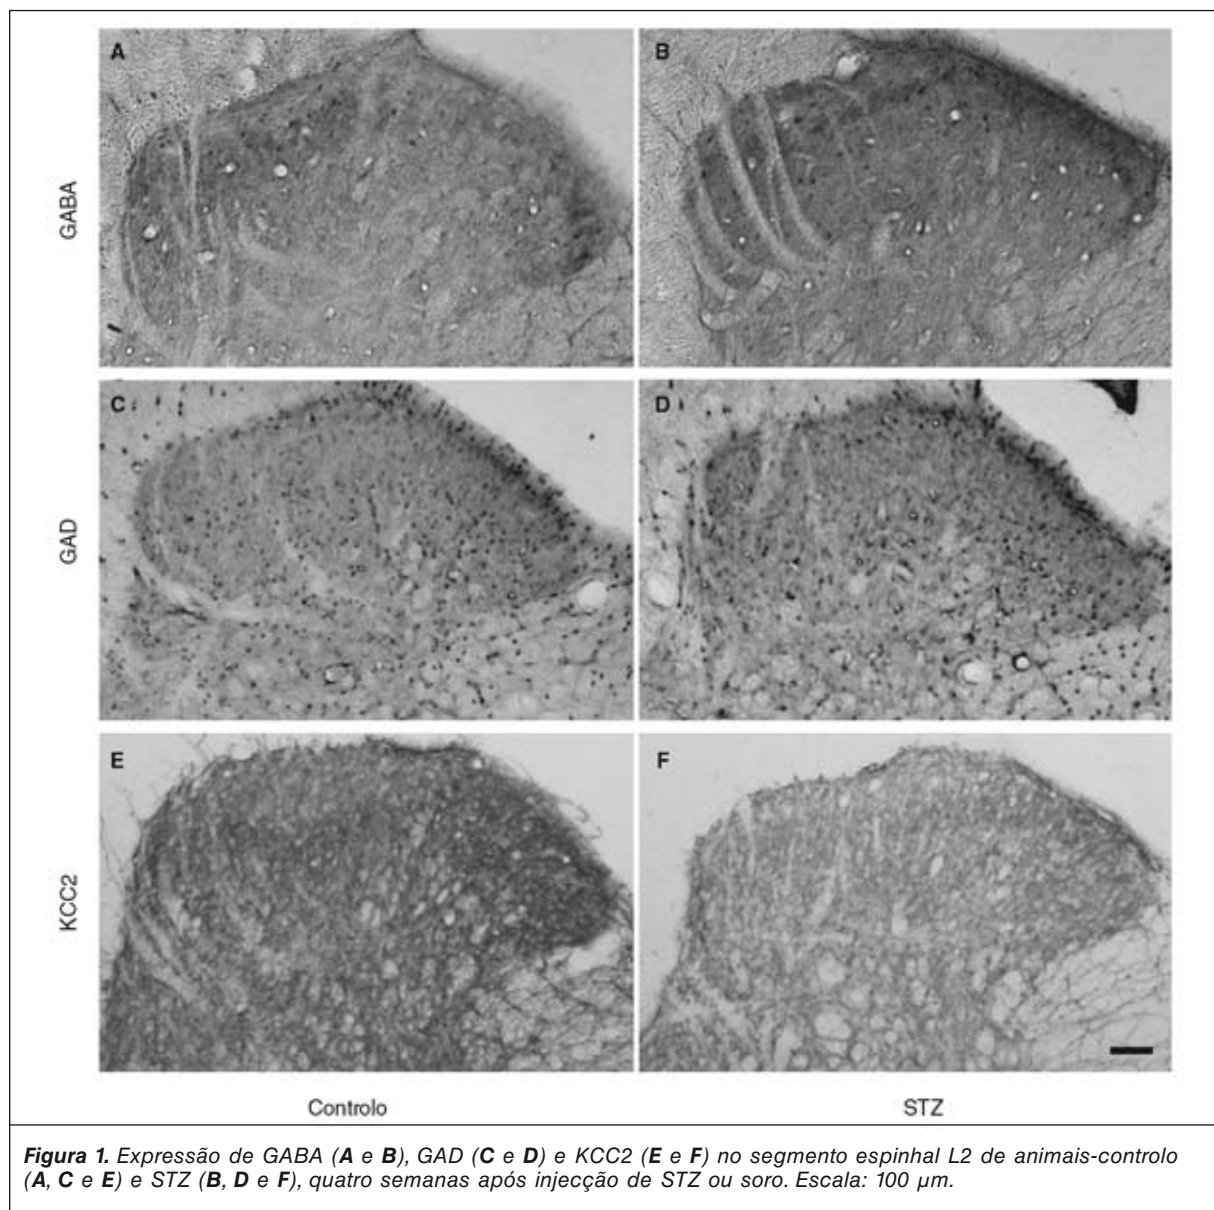 A
B
GABA
C
D
GAD
E
F
KCC2
Controlo
STZ
Figura 1. Expressão de GABA (A e B), GAD (C e D) e KCC2 (E e F) no segmento espinhal L2 de animais-controlo
(A, C e E) e STZ (B, D e F), quatro semanas após injecção de STZ ou soro. Escala: 100 µm.